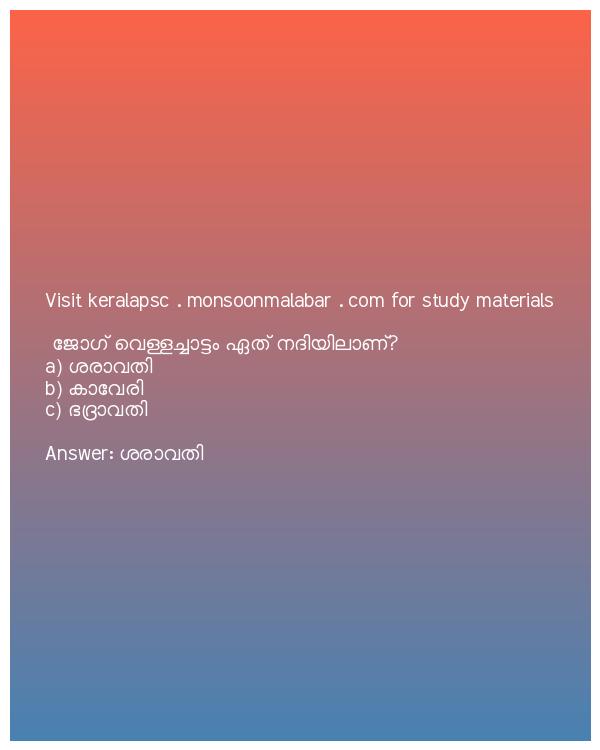 Visit keralapsc . monsoonmalabar . com for study materials
ജോഗ് വെള്ളച്ചാട്ടം ഏത് നദിയിലാണ്?
a) ശരാവതി
b) കാവേരി
c) ഭദ്രാവതി
Answer: ശരാവതി